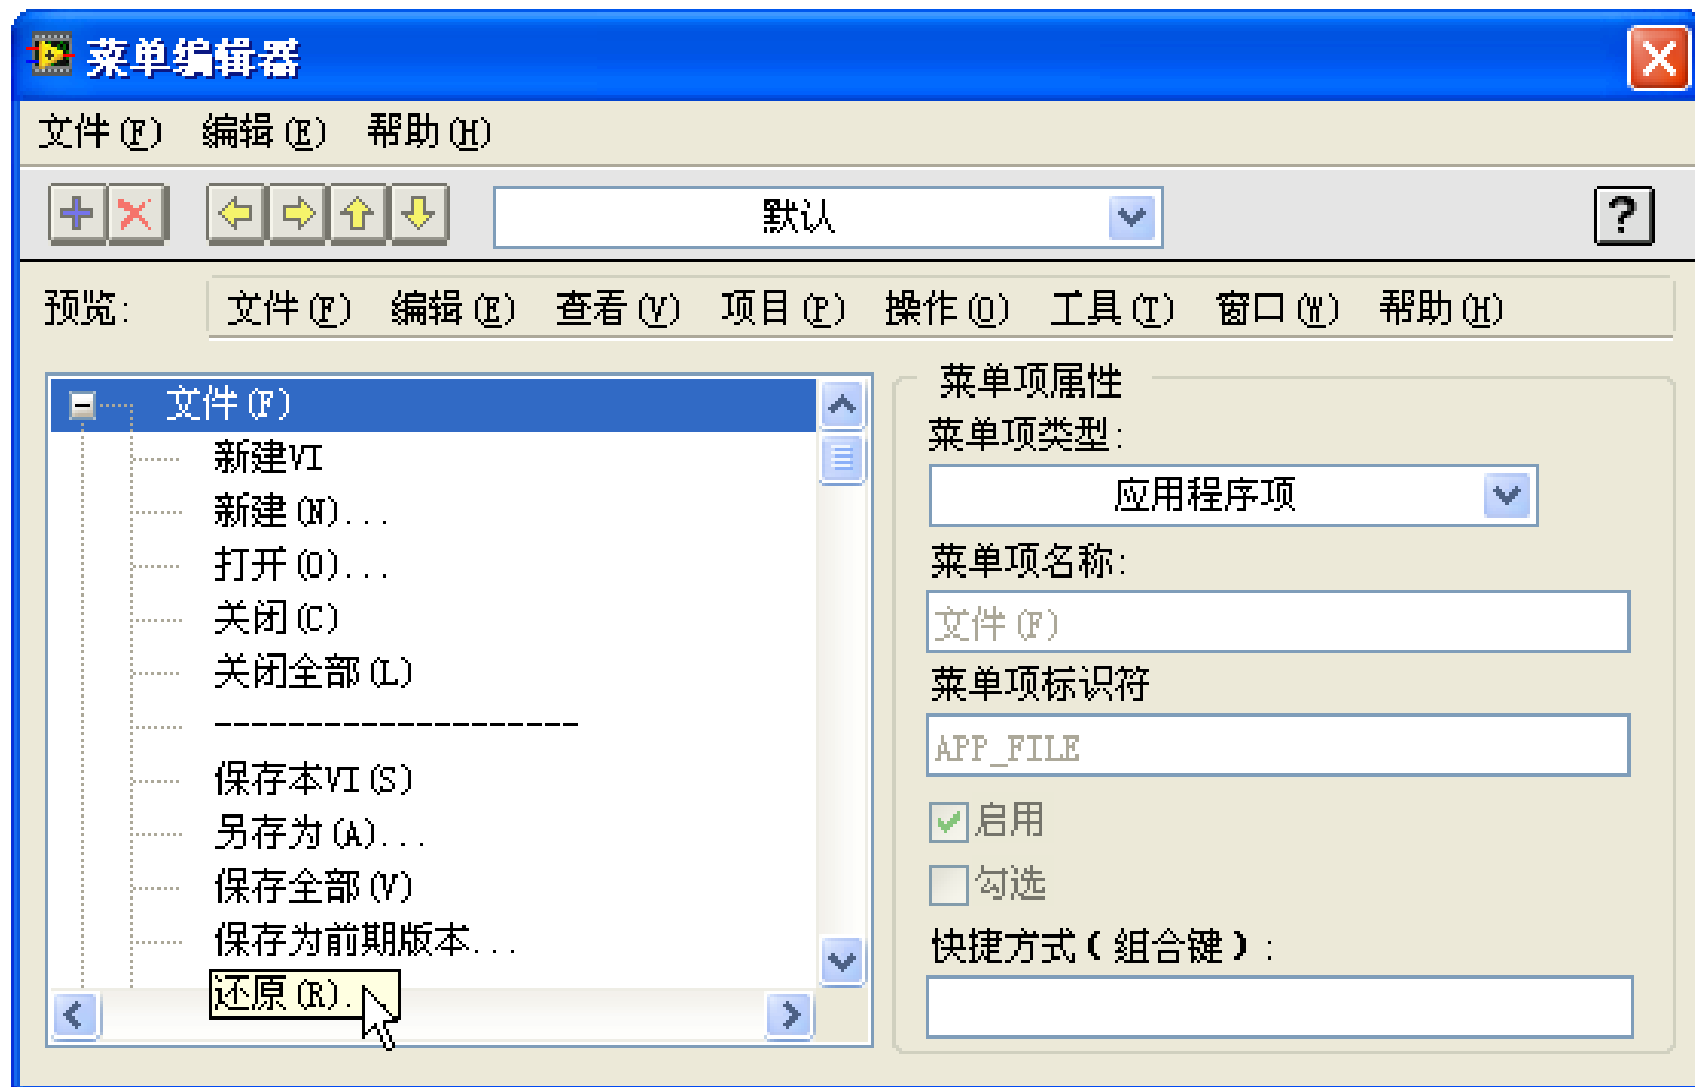 菜单编辑器
文件(F) 编辑(E) 帮助(H)
默认 ?
预览: 文件(F) 编辑(E) 查看(V) 项目(P) 操作(O) 工具(T) 窗口(W) 帮助(H)
文件(F)
新建VI
新建(N)...
打开(O)...
关闭(C)
关闭全部(L)
--------------------
保存本VI(S)
另存为(A)...
保存全部(V)
保存为前期版本...
还原(R).
菜单项属性
菜单项类型:
应用程序项
菜单项名称:
文件(F)
菜单项标识符
APP_FILE
启用
勾选
快捷方式(组合键):